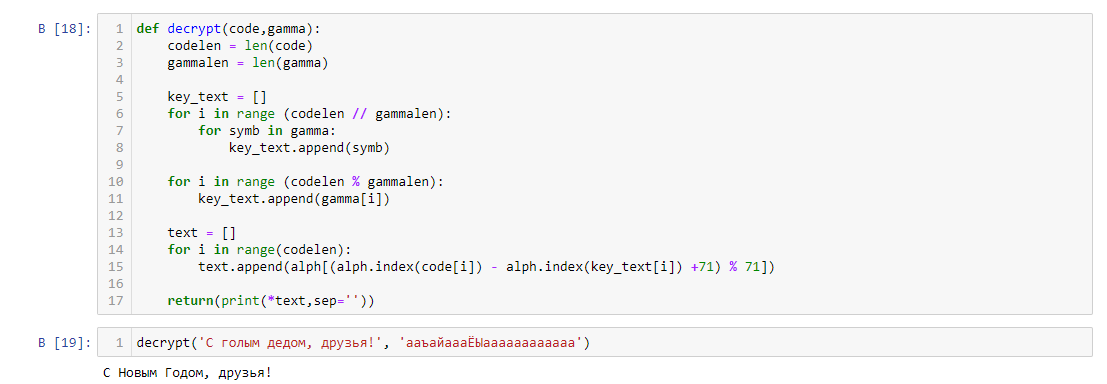 В [18]:
1 def decrypt(code,gamma):
2     codelen = len(code)
3     gammalen = len(gamma)
4
5     key_text = []
6     for i in range (codelen // gammalen):
7         for symb in gamma:
8             key_text.append(symb)
9
10     for i in range (codelen % gammalen):
11         key_text.append(gamma[i])
12
13     text = []
14     for i in range(codelen):
15         text.append(alph[(alph.index(code[i]) - alph.index(key_text[i]) +71) % 71])
16
17     return(print(*text,sep=''))
В [19]:
1 decrypt('С голым дедом, друзья!', 'ааъайаааЁЫаааааааааааа')
С Новым Годом, друзья!